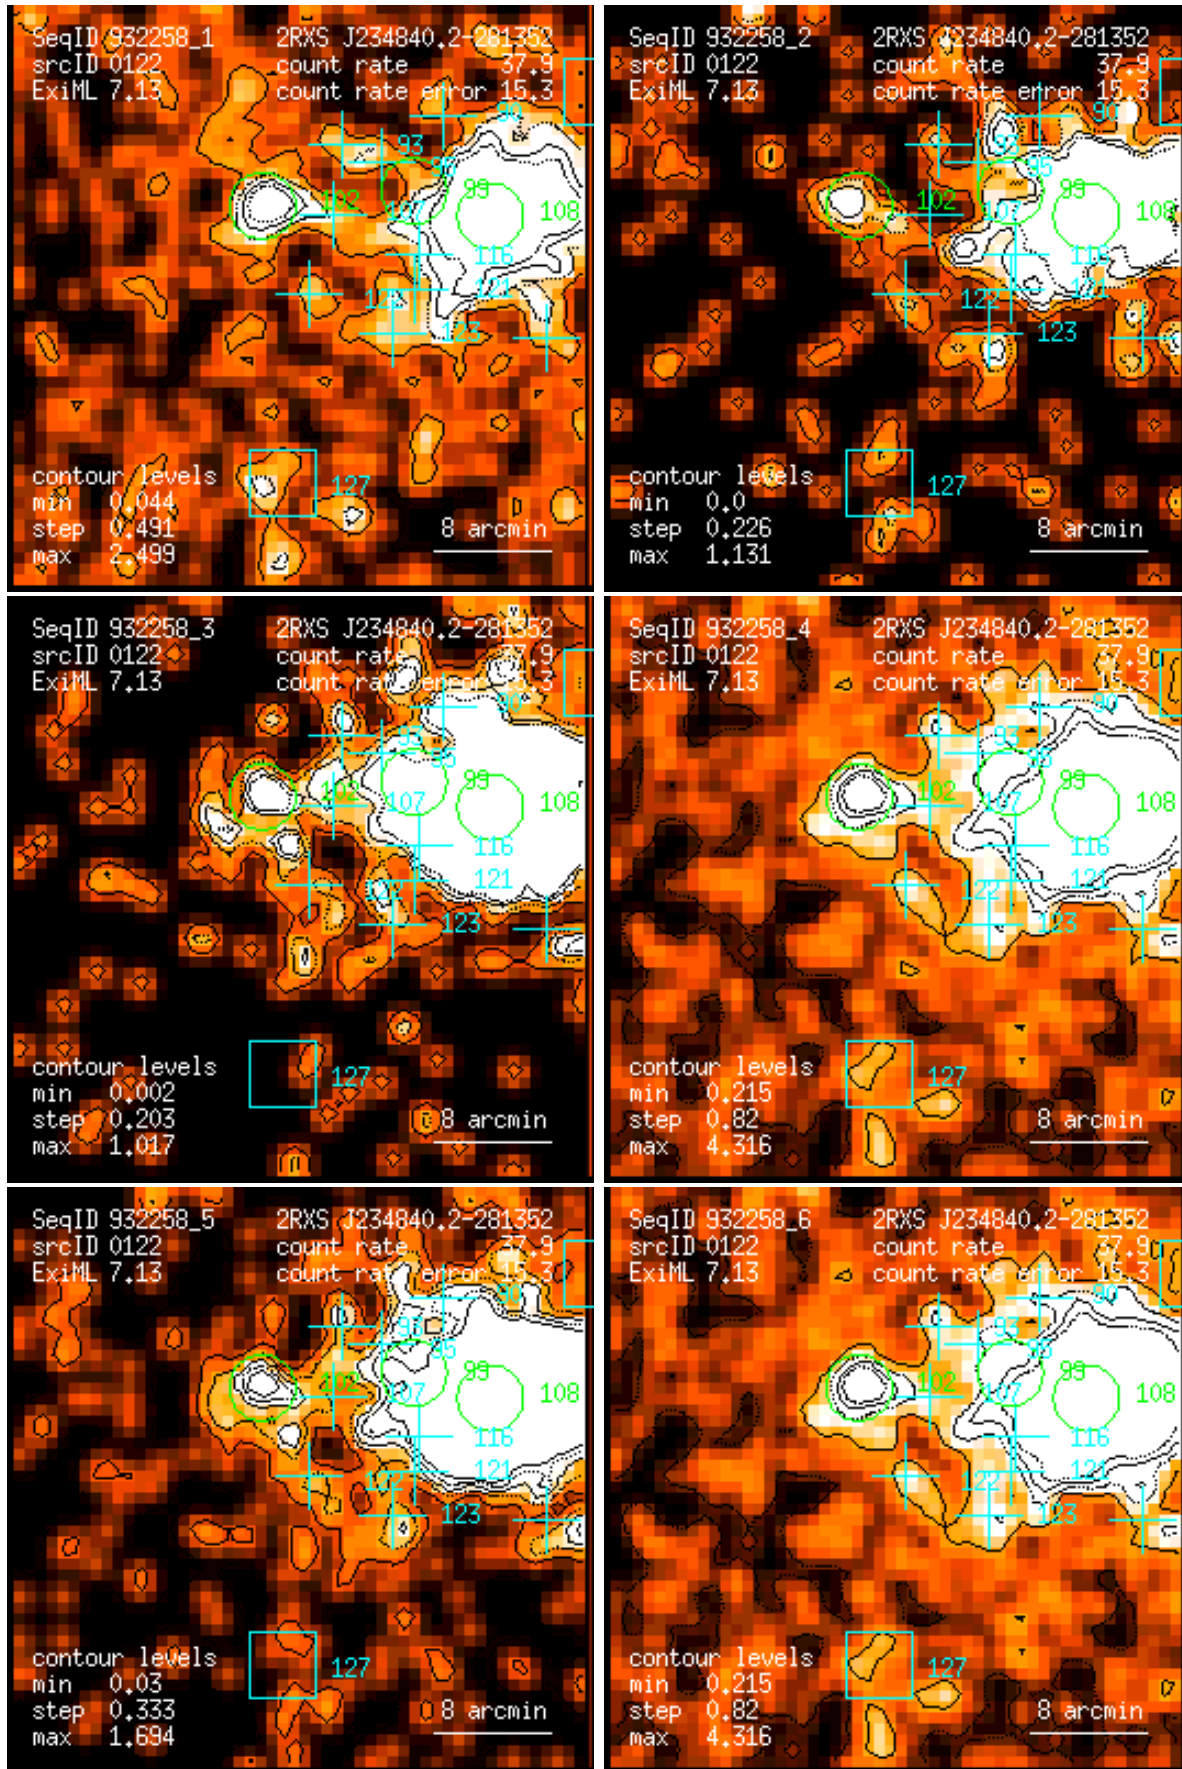 SeqID 932258_1 2RXS J234840.2-281352
srcID 0122 count rate 37.9
ExiML 7.13 count rate error 15.3
90
93
95
99
102
107
108
116
121
122
123
127
contour levels
min 0.044
step 0.491
max 2.499
8 arcmin
SeqID 932258_2 2RXS J234840.2-281352
srcID 0122 count rate 37.9
ExiML 7.13 count rate error 15.3
90
93
95
99
102
107
108
116
121
122
123
127
contour levels
min 0.0
step 0.226
max 1.131
8 arcmin
SeqID 932258_3 2RXS J234840.2-281352
srcID 0122 count rate 37.9
ExiML 7.13 count rate error 15.3
90
93
95
99
102
107
108
116
121
122
123
127
contour levels
min 0.002
step 0.203
max 1.017
8 arcmin
SeqID 932258_4 2RXS J234840.2-281352
srcID 0122 count rate 37.9
ExiML 7.13 count rate error 15.3
90
93
95
99
102
107
108
116
121
122
123
127
contour levels
min 0.215
step 0.82
max 4.316
8 arcmin
SeqID 932258_5 2RXS J234840.2-281352
srcID 0122 count rate 37.9
ExiML 7.13 count rate error 15.3
90
93
95
99
102
107
108
116
121
122
123
127
contour levels
min 0.03
step 0.333
max 1.694
8 arcmin
SeqID 932258_6 2RXS J234840.2-281352
srcID 0122 count rate 37.9
ExiML 7.13 count rate error 15.3
90
93
95
99
102
107
108
116
121
122
123
127
contour levels
min 0.215
step 0.82
max 4.316
8 arcmin